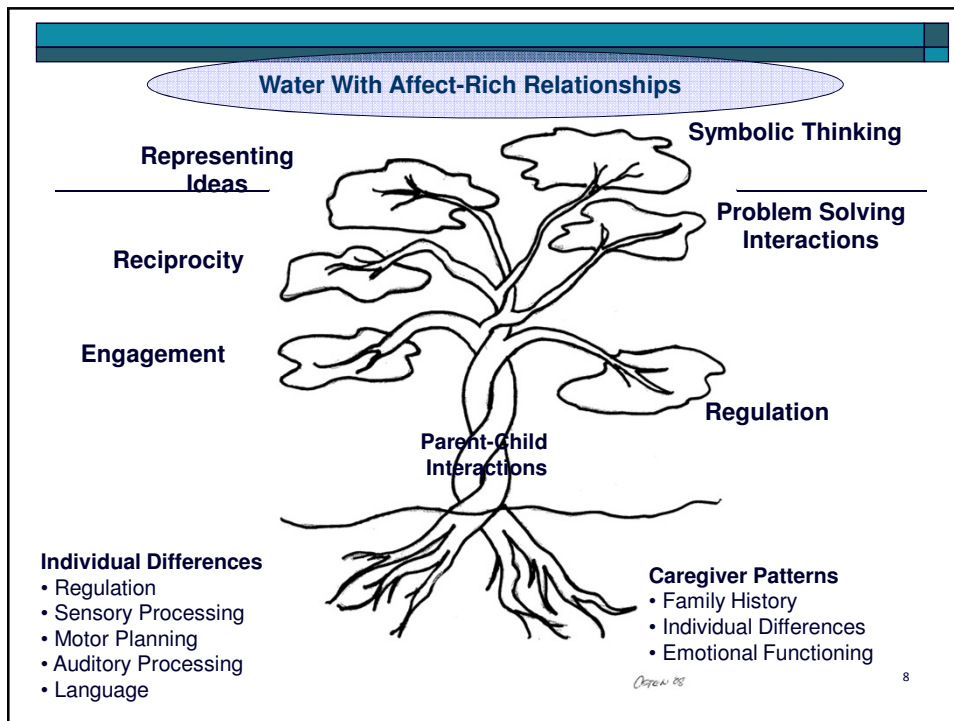 Water With Affect-Rich Relationships
Symbolic Thinking
Representing
Ideas
Problem Solving
Interactions
Reciprocity
Engagement
Regulation
Parent-Child
Interactions
Individual Differences
• Regulation
• Sensory Processing
• Motor Planning
• Auditory Processing
• Language
Caregiver Patterns
• Family History
• Individual Differences
• Emotional Functioning
8